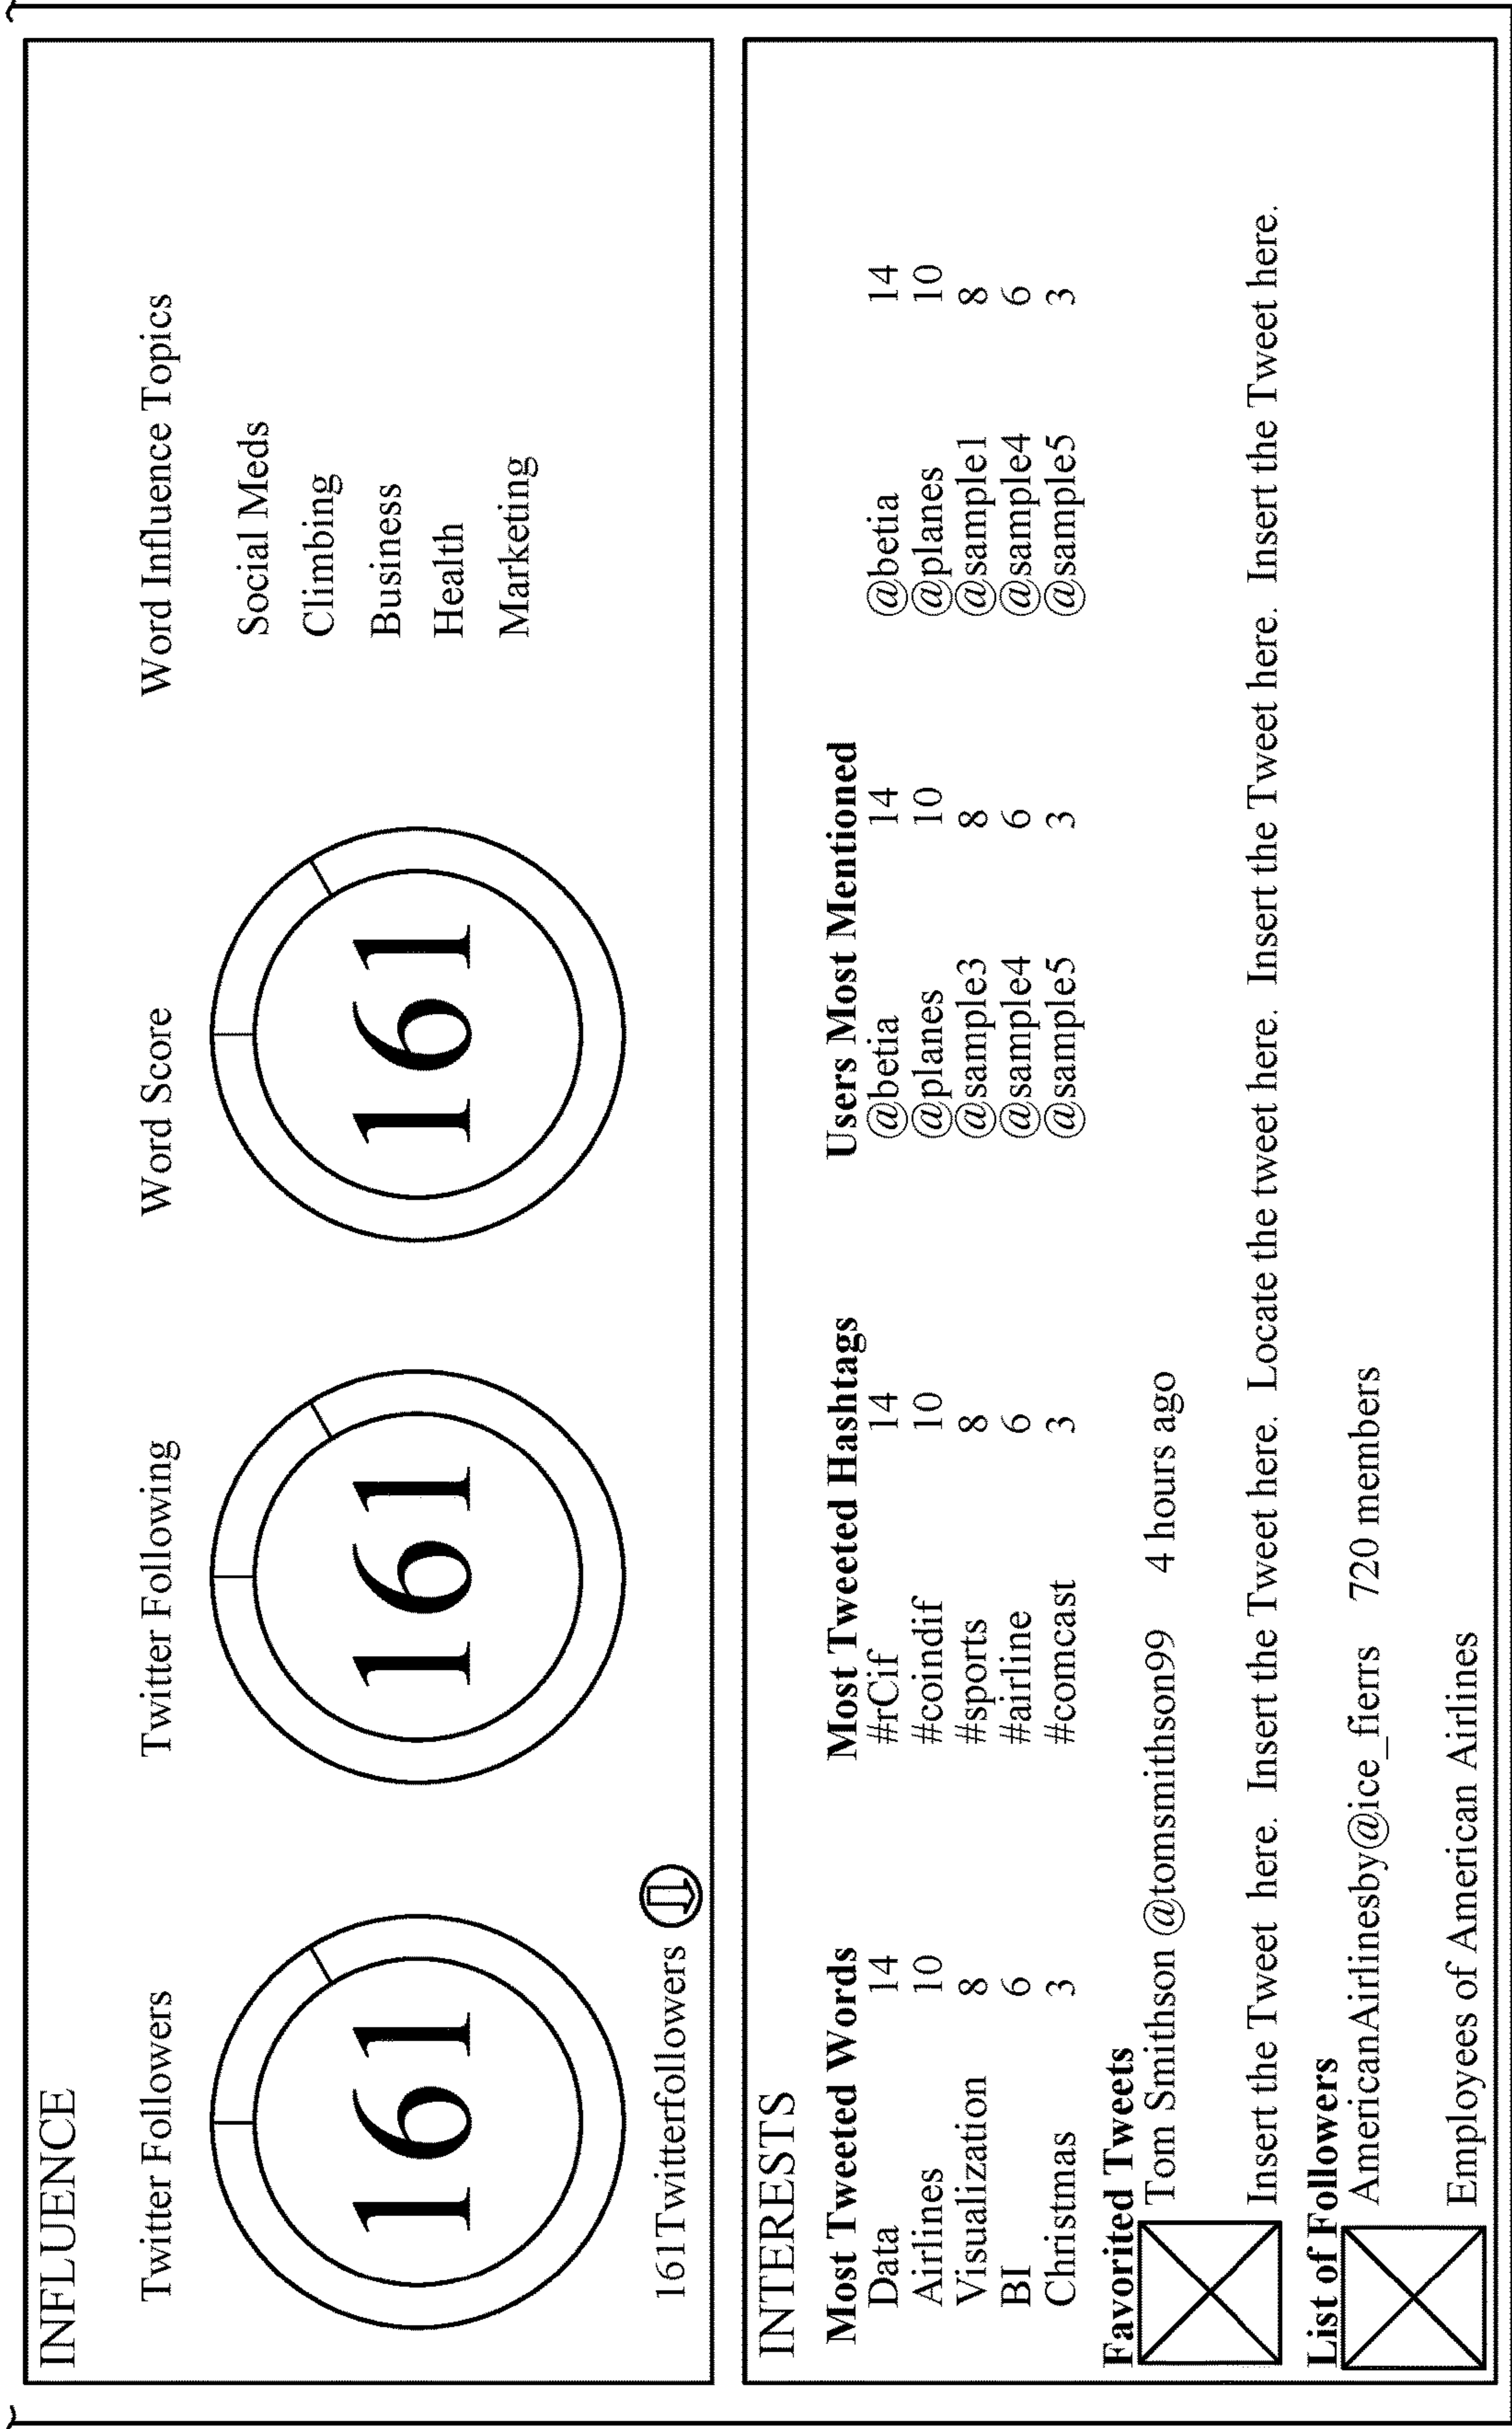 INFLUENCE
Twitter Followers Twitter Following Word Score Word Influence Topics
161 161 161
Social Meds
Climbing
Business
Health
Marketing
161Twitterfollowers
INTERESTS
Most Tweeted Words Most Tweeted Hashtags Users Most Mentioned
Data 14 #rCif 14 @betia 14 @betia 14
Airlines 10 #coindif 10 @planes 10 @planes 10
Visualization 8 #sports 8 @sample3 8 @sample1 8
BI 6 #airline 6 @sample4 6 @sample4 6
Christmas 3 #comcast 3 @sample5 3 @sample5 3
Favorited Tweets
Tom Smithson @tomsmithson99 4 hours ago
Insert the Tweet here. Insert the Tweet here. Locate the tweet here. Insert the Tweet here. Insert the Tweet here.
List of Followers
AmericanAirlinesby@ice_fierrs 720 members
Employees of American Airlines